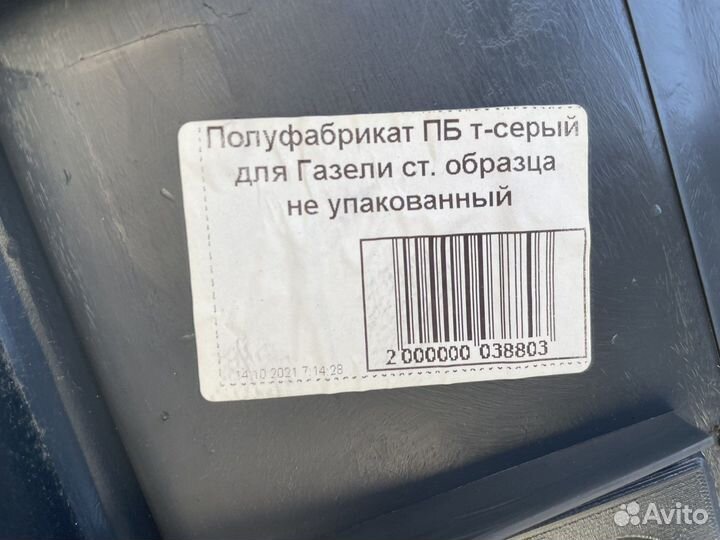 Полуфабрикат ПБ т-серый
для Газели ст. образца
не упакованный
2 000000 038803
14.10.2021 7:14:28
Avito